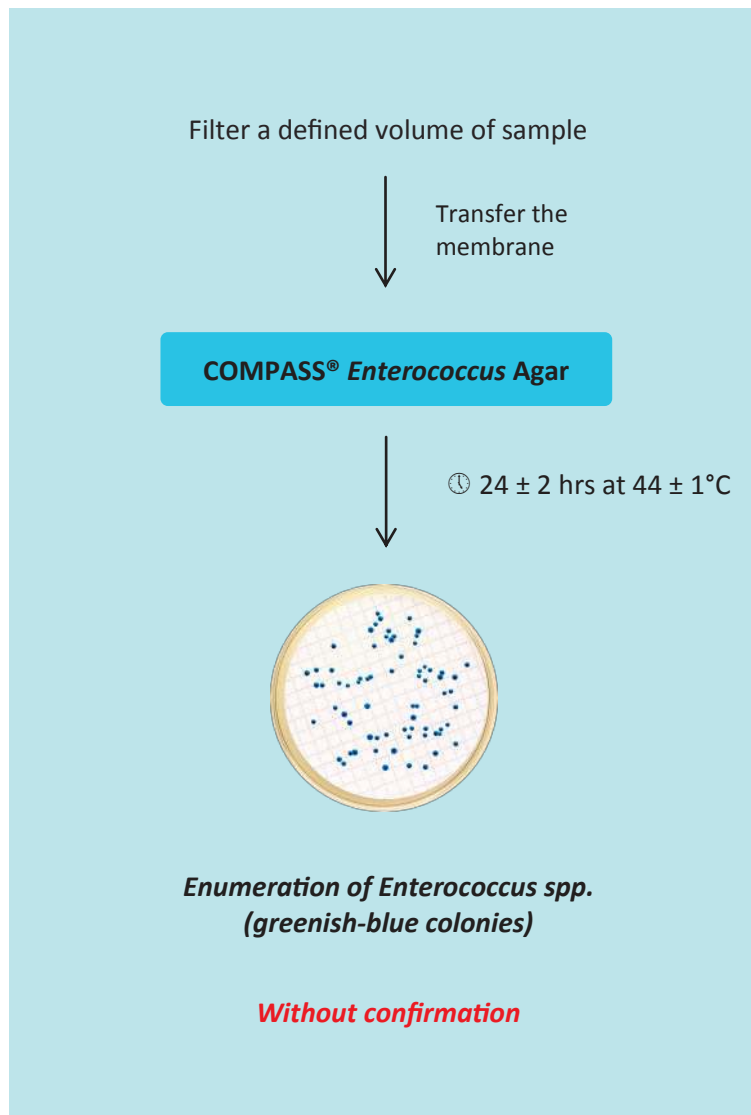 Filter a defined volume of sample
Transfer the
membrane
COMPASS® Enterococcus Agar
24 ± 2 hrs at 44 ± 1°C
Enumeration of Enterococcus spp.
(greenish-blue colonies)
Without confirmation